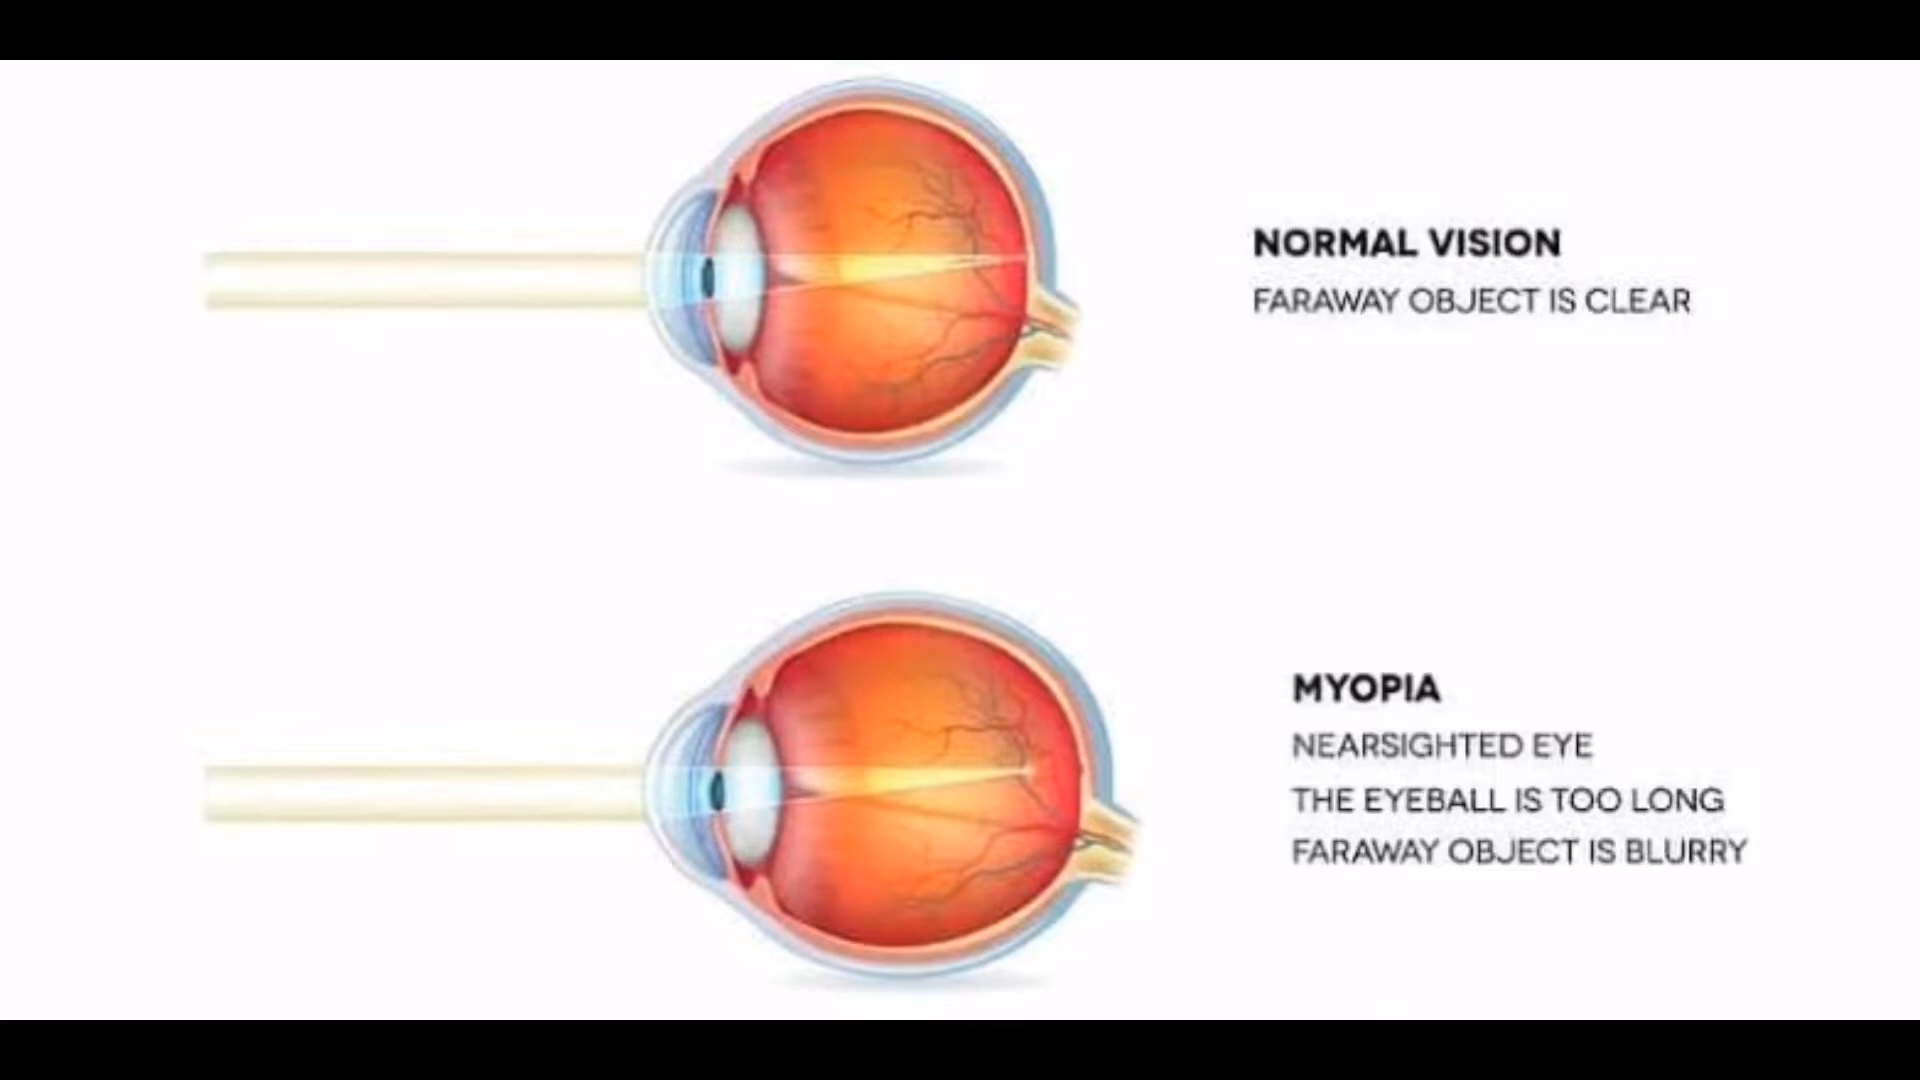 NORMAL VISION
FARAWAY OBJECT IS CLEAR
MYOPIA
NEARSIGHTED EYE
THE EYEBALL IS TOO LONG
FARAWAY OBJECT IS BLURRY